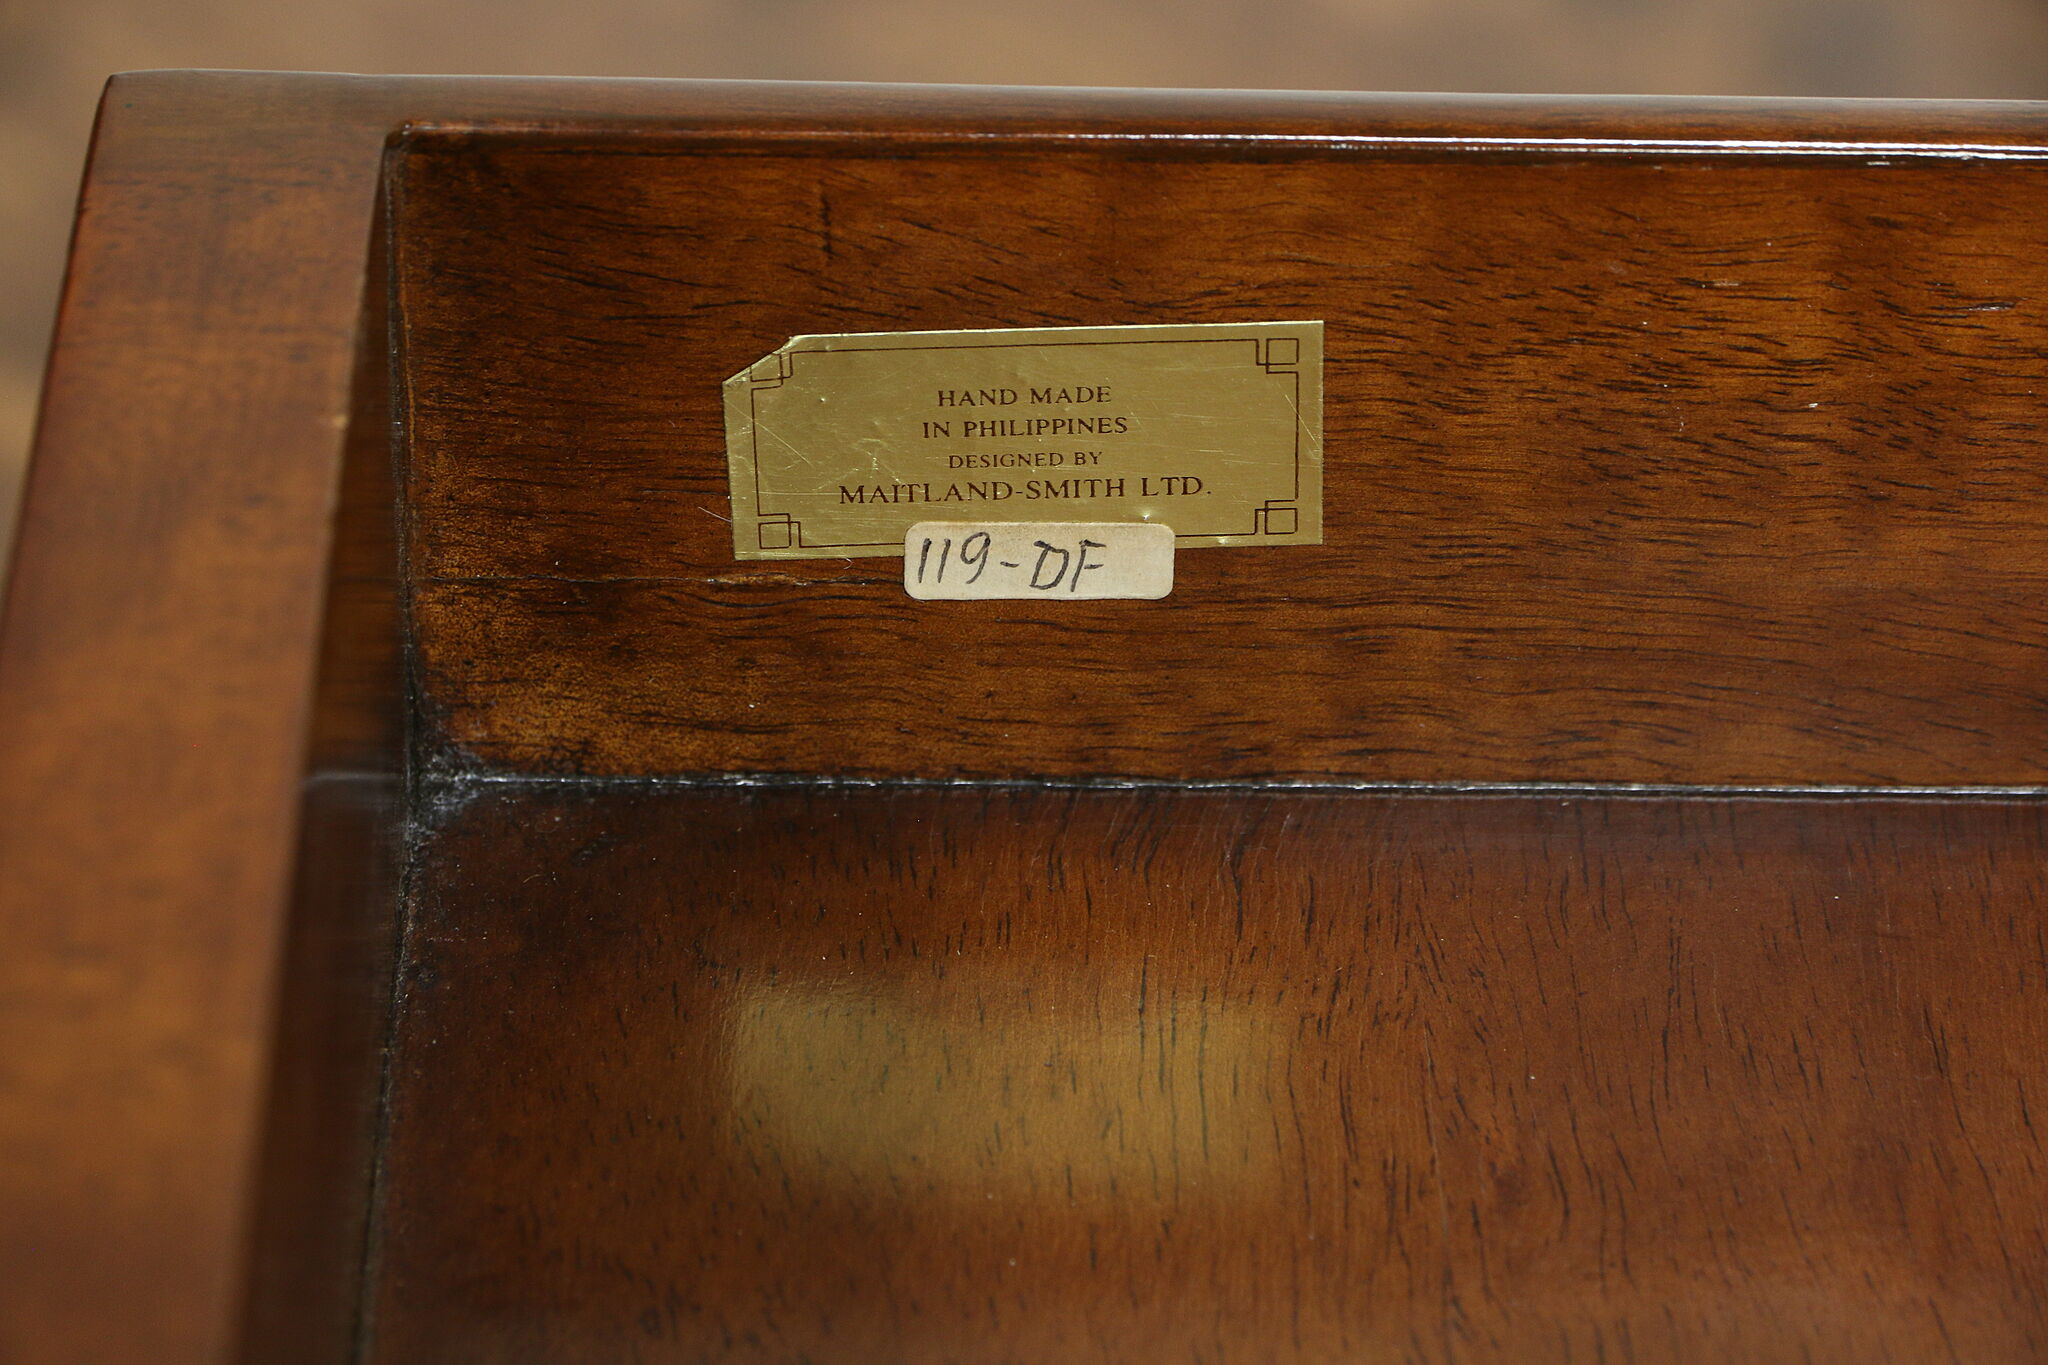 HAND MADE
IN PHILIPPINES
DESIGNED BY
MAITLAND-SMITH LTD.
119-DF